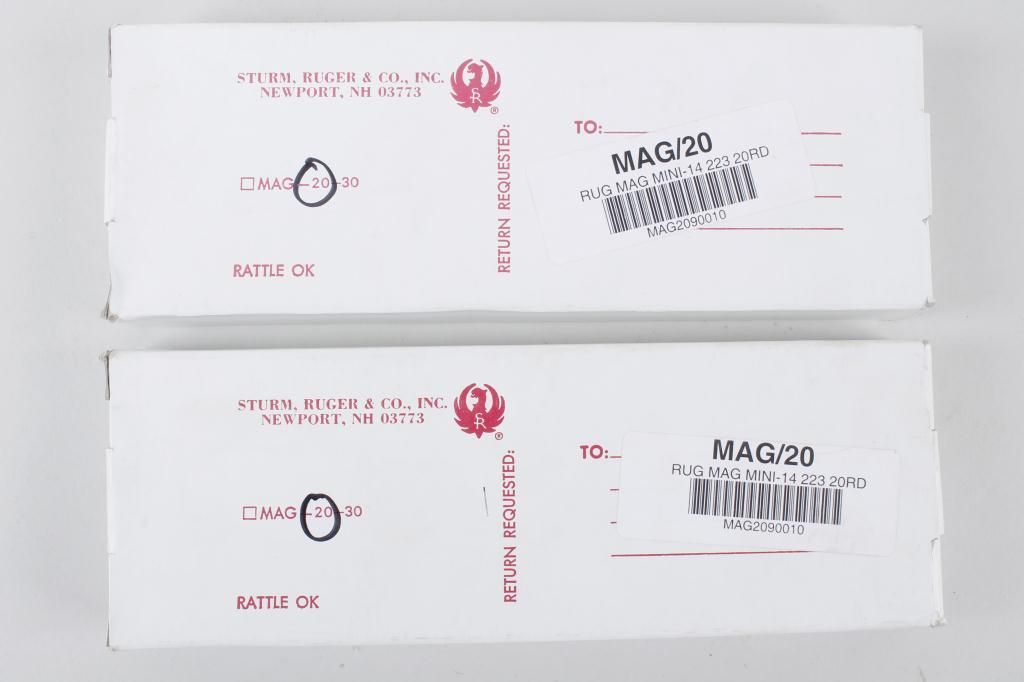 STURM, RUGER & CO., INC.
NEWPORT, NH 03773
SR
®
☐ MAG–20–30
RATTLE OK
RETURN REQUESTED:
TO:
MAG/20
RUG MAG MINI-14 223 20RD
MAG2090010
STURM, RUGER & CO., INC.
NEWPORT, NH 03773
SR
®
☐ MAG–20–30
RATTLE OK
RETURN REQUESTED:
TO:
MAG/20
RUG MAG MINI-14 223 20RD
MAG2090010